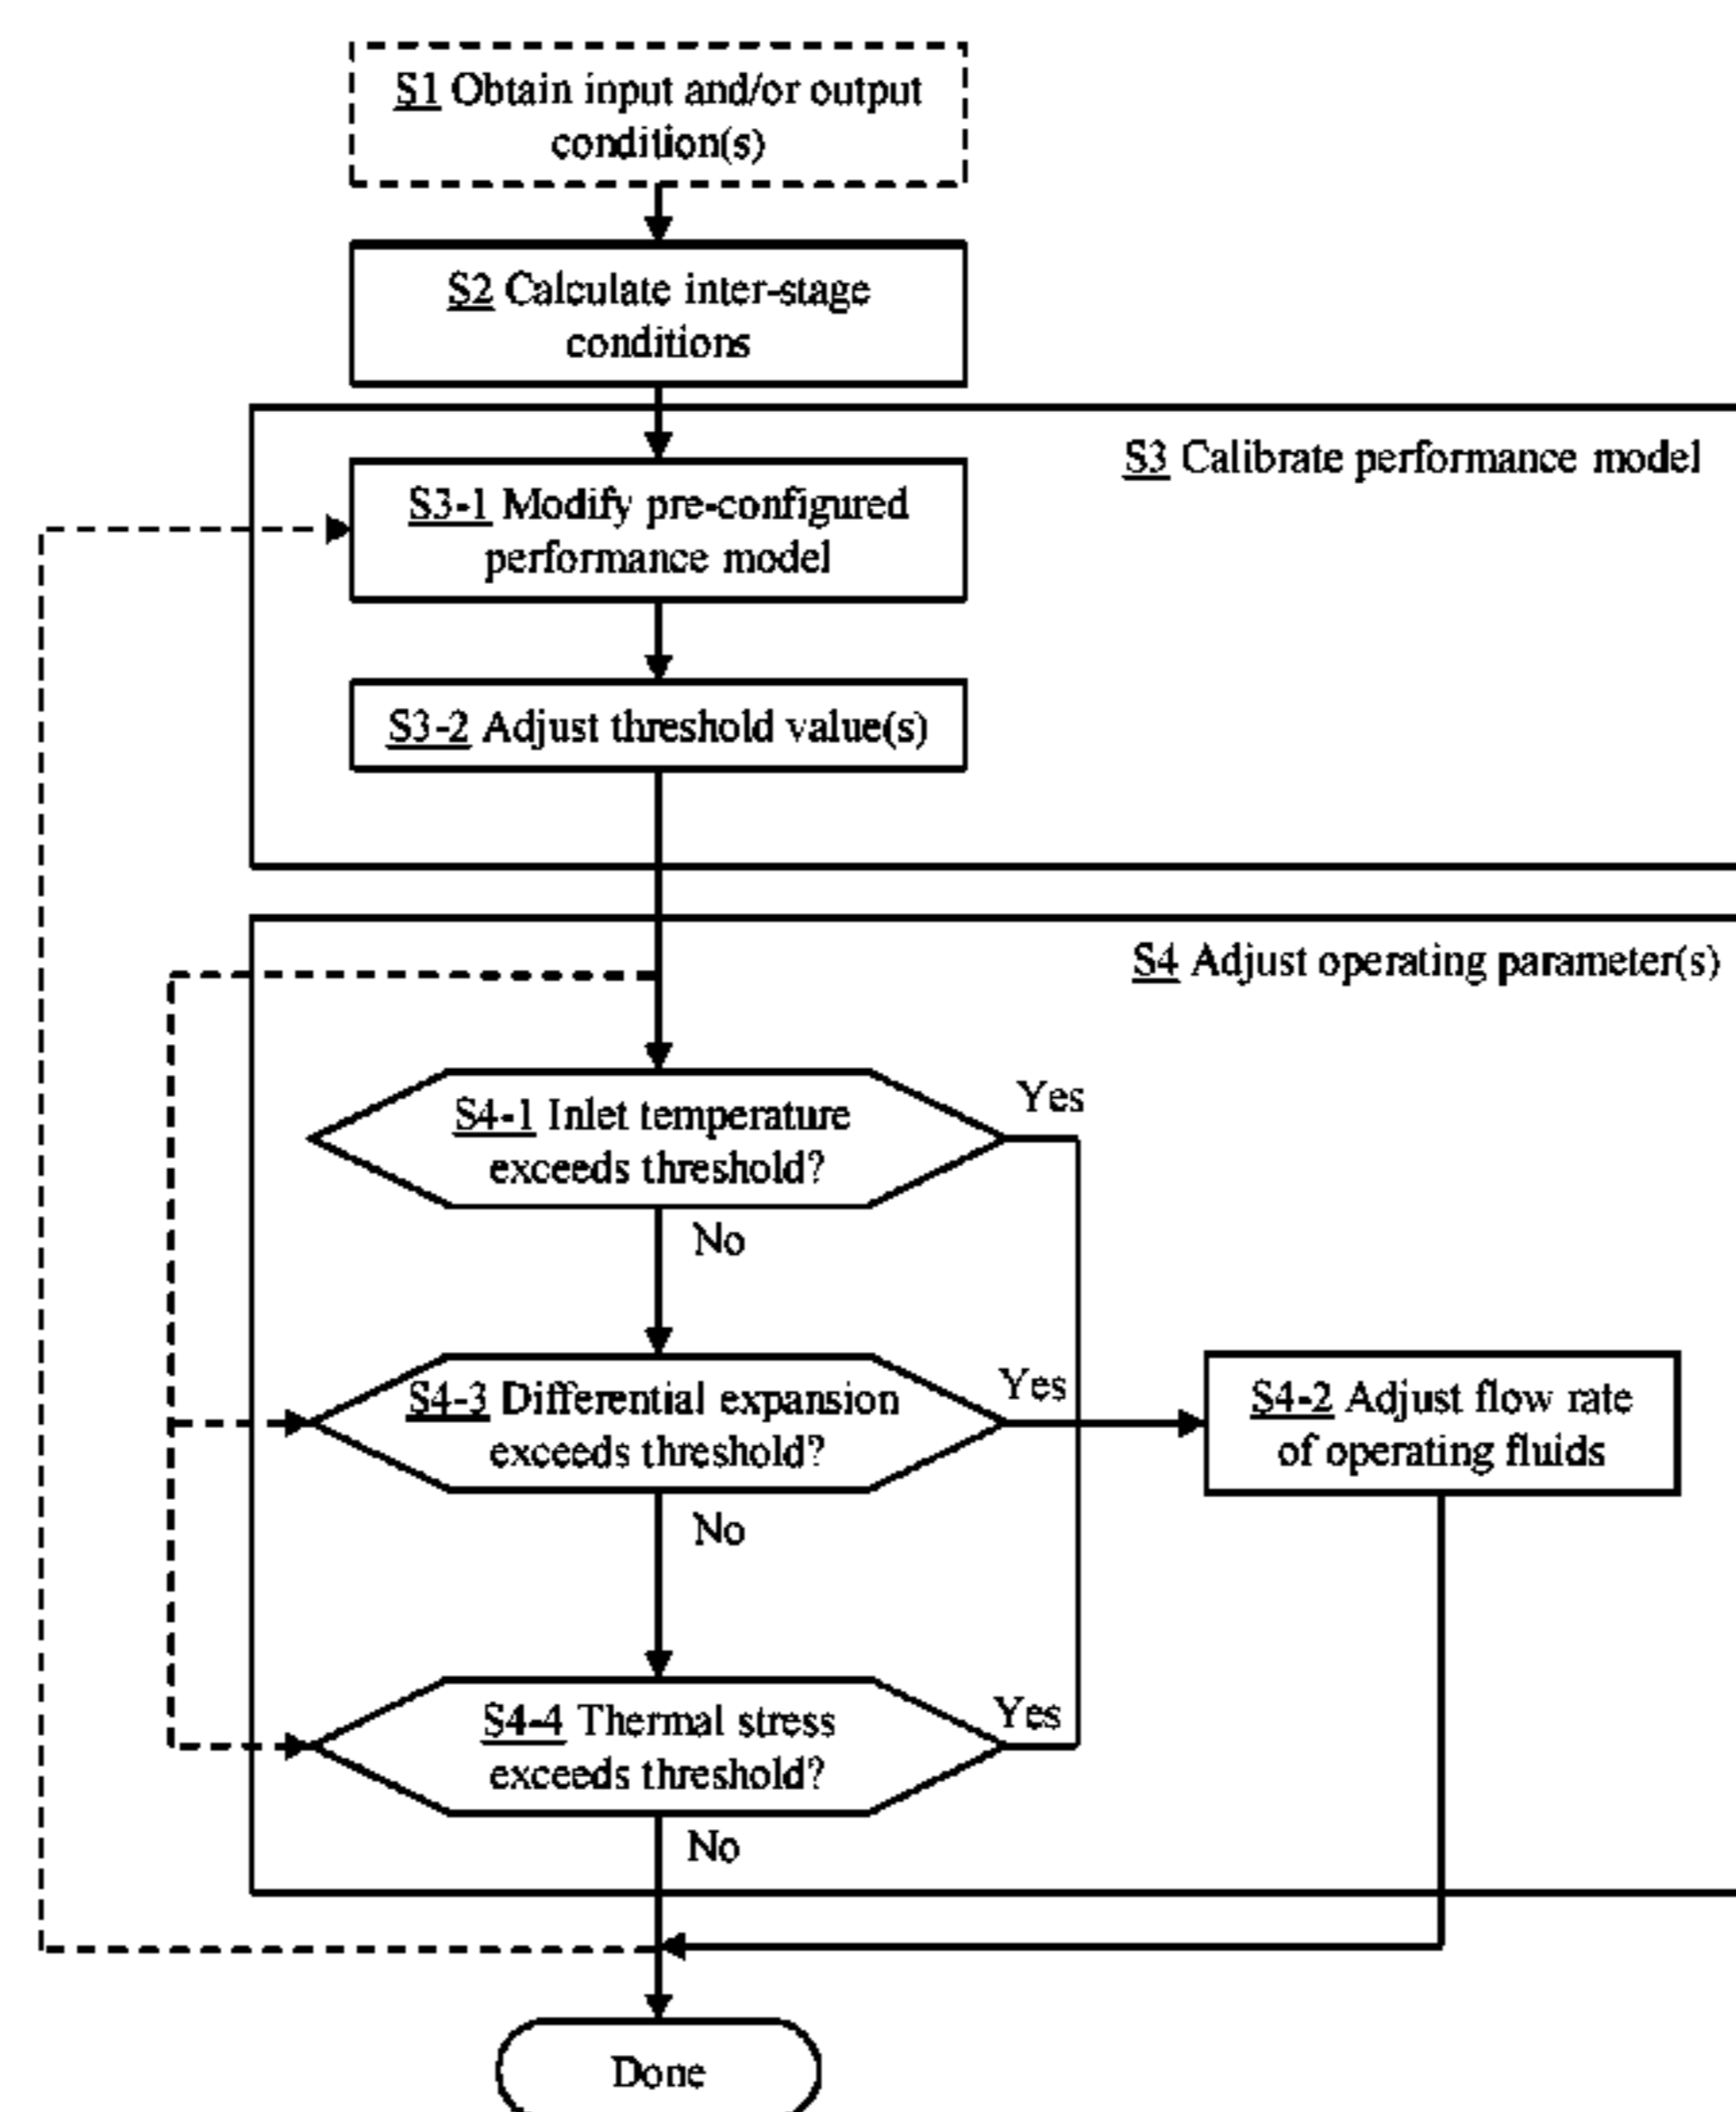 S1 Obtain input and/or output
condition(s)
S2 Calculate inter-stage
conditions
S3 Calibrate performance model
S3-1 Modify pre-configured
performance model
S3-2 Adjust threshold value(s)
S4 Adjust operating parameter(s)
Yes
S4-1 Inlet temperature
exceeds threshold?
No
Yes
S4-3 Differential expansion
exceeds threshold?
S4-2 Adjust flow rate
of operating fluids
No
Yes
S4-4 Thermal stress
exceeds threshold?
No
Done